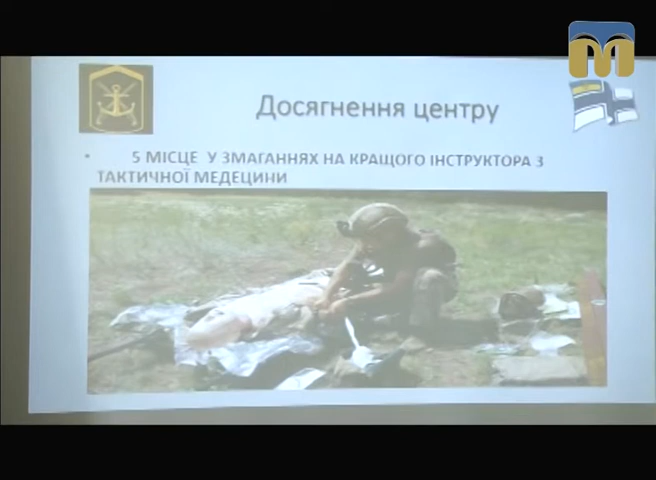 Досягнення центру
• 5 МІСЦЕ У ЗМАГАННЯХ НА КРАЩОГО ІНСТРУКТОРА З
ТАКТИЧНОЇ МЕДЕЦИНИ